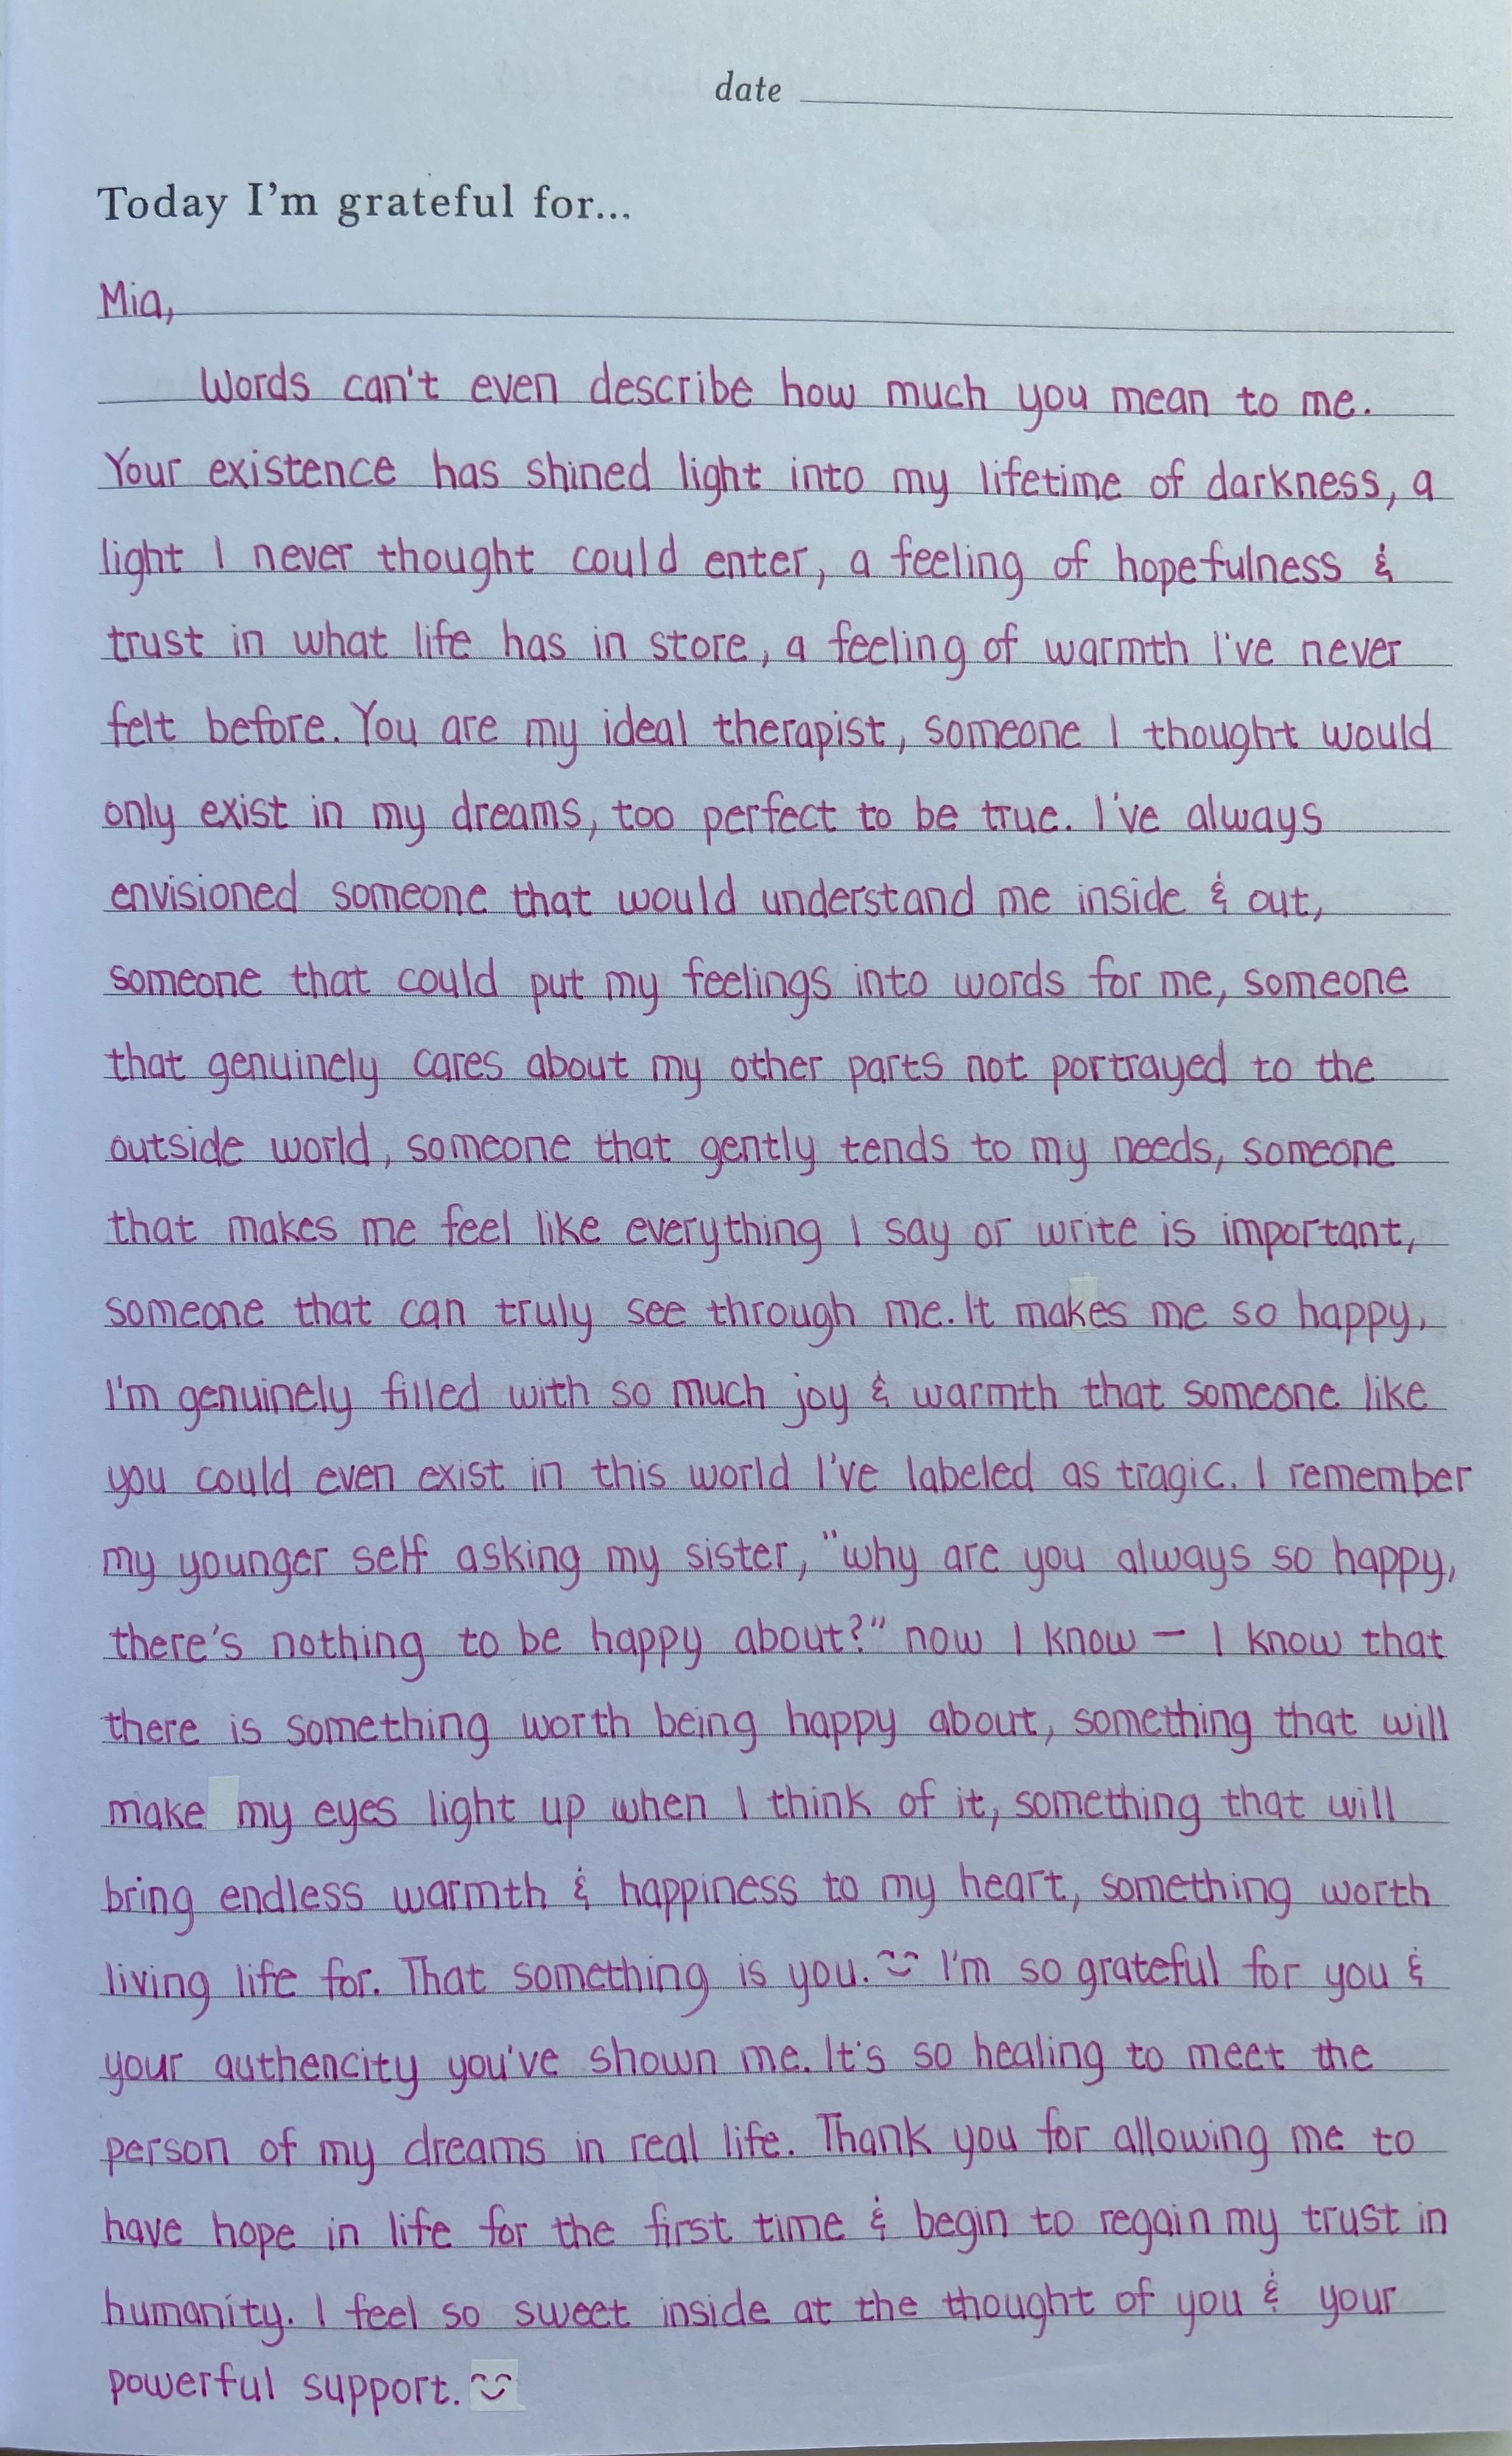 date
Today I'm grateful for...
Mia,
Words can't even describe how much you mean to me.
Your existence has shined light into my lifetime of darkness, a
light I never thought could enter, a feeling of hopefulness &
trust in what life has in store, a feeling of warmth I've never
felt before. You are my ideal therapist, someone I thought would
only exist in my dreams, too perfect to be true. I've always
envisioned someone that would understand me inside & out,
someone that could put my feelings into words for me, someone
that genuinely cares about my other parts not portrayed to the
outside world, someone that gently tends to my needs, someone
that makes me feel like everything I say or write is important,
someone that can truly see through me. It makes me so happy,
I'm genuinely filled with so much joy & warmth that someone like
you could even exist in this world I've labeled as tragic. I remember
my younger self asking my sister, "why are you always so happy,
there's nothing to be happy about?" now I know — I know that
there is something worth being happy about, something that will
make my eyes light up when I think of it, something that will
bring endless warmth & happiness to my heart, something worth
living life for. That something is you. I'm so grateful for you &
your authencity you've shown me. It's so healing to meet the
person of my dreams in real life. Thank you for allowing me to
have hope in life for the first time & begin to regain my trust in
humanity. I feel so sweet inside at the thought of you & your
powerful support.